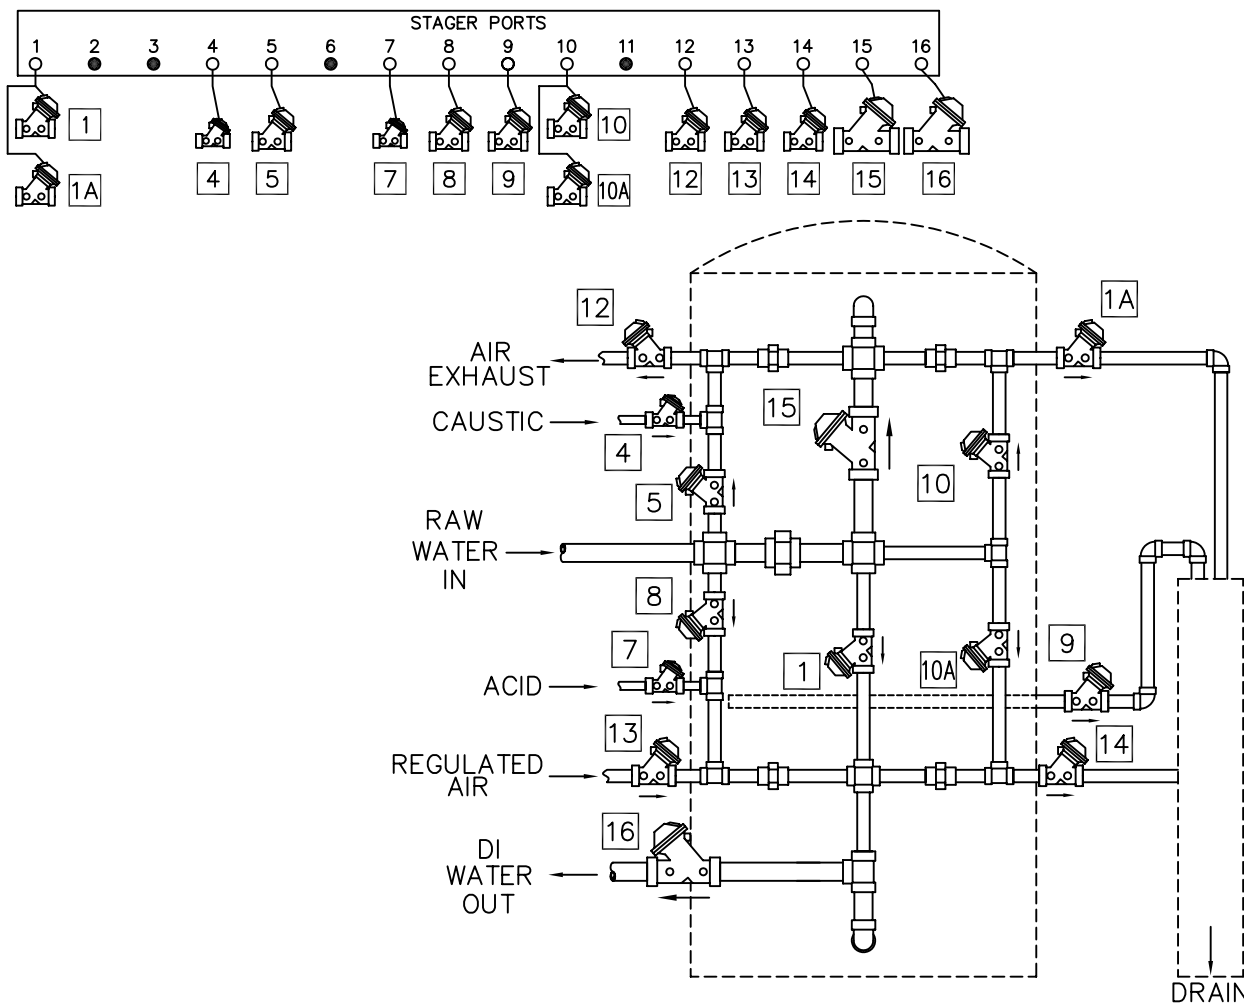 STAGER PORTS
1 2 3 4 5 6 7 8 9 10 11 12 13 14 15 16
1 10
4 5 7 8 9 12 13 14 15 16
1A 10A
12 1A
AIR
EXHAUST
15
CAUSTIC
4
10
5
RAW
WATER
IN
8
9
7
1 10A
ACID
13 14
REGULATED
AIR
16
DI
WATER
OUT
DRAIN